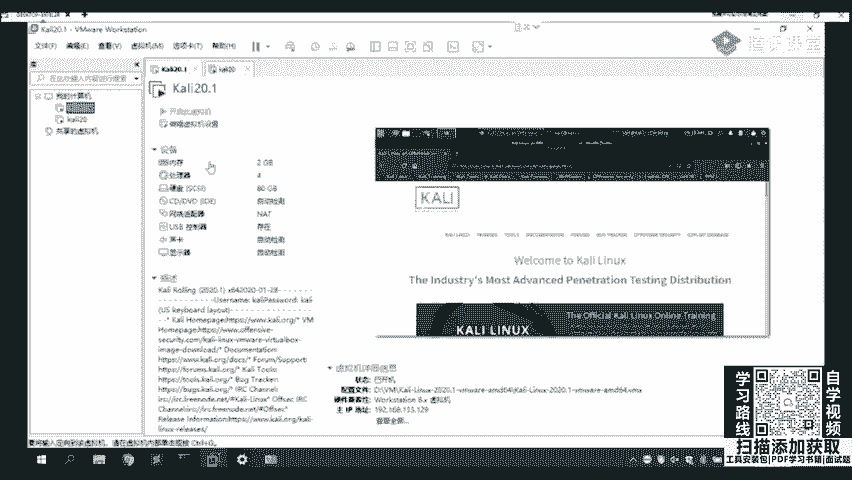 Kali20.1 - VMware Workstation
文件(F) 编辑(E) 查看(V) 虚拟机(M) 选项卡(T) 帮助(H)
腾讯课堂
库
在此处键入内容进行搜索
我的计算机
kali20
共享的虚拟机
Kali20.1
kali20
Kali20.1
开启此虚拟机
编辑虚拟机设置
设备
内存 2 GB
处理器 4
硬盘 (SCSI) 80 GB
CD/DVD (IDE) 自动检测
网络适配器 NAT
USB 控制器 存在
声卡 自动检测
显示器 自动检测
描述
Kali Rolling (2020.1) x64
2020-01-28
Username: kali
Password: kali
(US keyboard layout)
* Kali Homepage:https://www.kali.org/* VM
Homepage:https://www.offensive-
security.com/kali-linux-vmware-virtualbox-
image-download/* Documentation
https://www.kali.org/docs/* Forum/Support:
https://forums.kali.org/* Kali Tools
https://tools.kali.org/* Bug Tracker:
https://bugs.kali.org/* IRC Channel:
irc://irc.freenode.net/#Kali-Linux* Offsec IRC
Channel:irc://irc.freenode.net/#Offsec*
Release Information:https://www.kali.org/kali-
linux-releases/
KALI
Welcome to Kali Linux
The Industry's Most Advanced Penetration Testing Distribution
KALI LINUX
The Official Kali Linux Online Training
虚拟机详细信息
状态: 已开机
配置文件: D:\VM\Kali-Linux-2020.1-vmware-amd64\Kali-Linux-2020.1-vmware-amd64.vmx
硬件兼容性: Workstation 8.x 虚拟机
主 IP 地址: 192.168.133.129
要将输入定向到该虚拟机，请在虚拟机内部单击或按 Ctrl+G。
学习路线
自学视频
扫描添加获取
工具安装包|PDF学习书籍|面试题